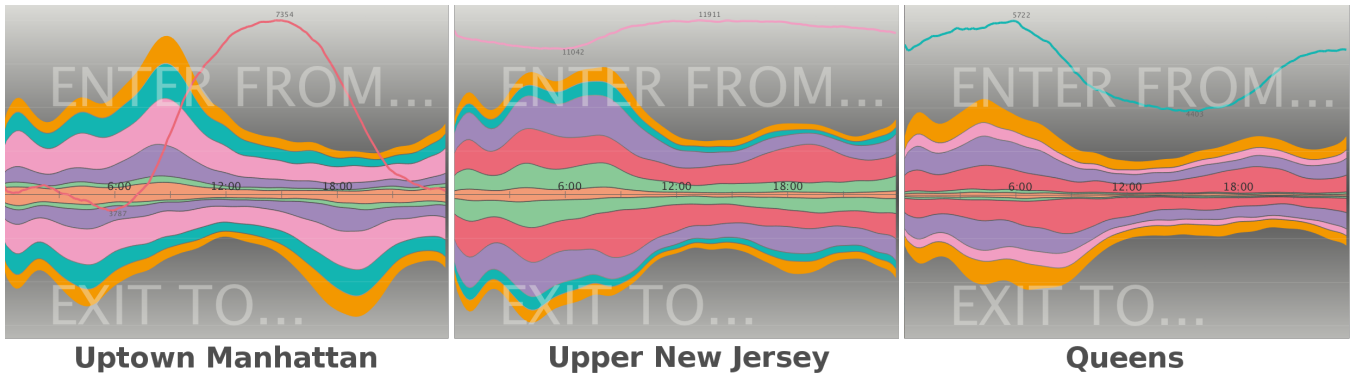 7354
ENTER FROM...
6:00
12:00
18:00
3787
EXIT TO...
Uptown Manhattan
11911
11042
ENTER FROM...
6:00
12:00
18:00
EXIT TO...
Upper New Jersey
5722
ENTER FROM...
4403
6:00
12:00
18:00
EXIT TO...
Queens